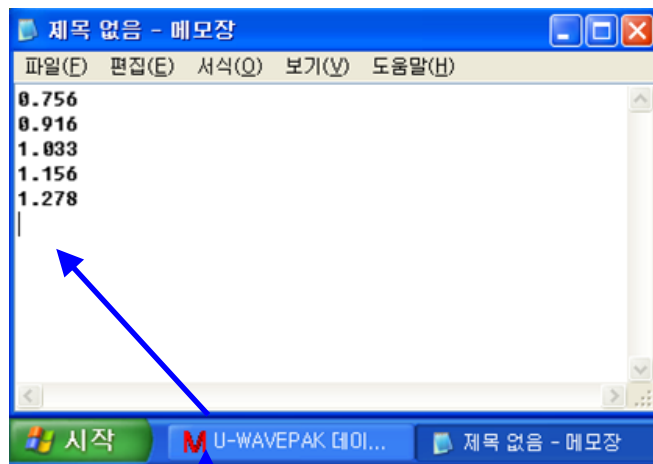 제목 없음 - 메모장
파일(F) 편집(E) 서식(O) 보기(V) 도움말(H)
0.756
0.916
1.033
1.156
1.278
시작 U-WAVEPAK 데이... 제목 없음 - 메모장